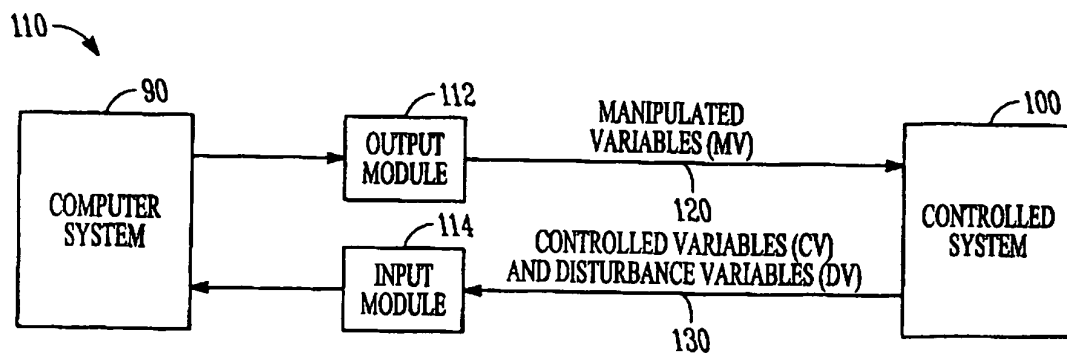 110
90
COMPUTER
SYSTEM
112
OUTPUT
MODULE
MANIPULATED
VARIABLES (MV)
120
100
CONTROLLED
SYSTEM
114
INPUT
MODULE
CONTROLLED VARIABLES (CV)
AND DISTURBANCE VARIABLES (DV)
130